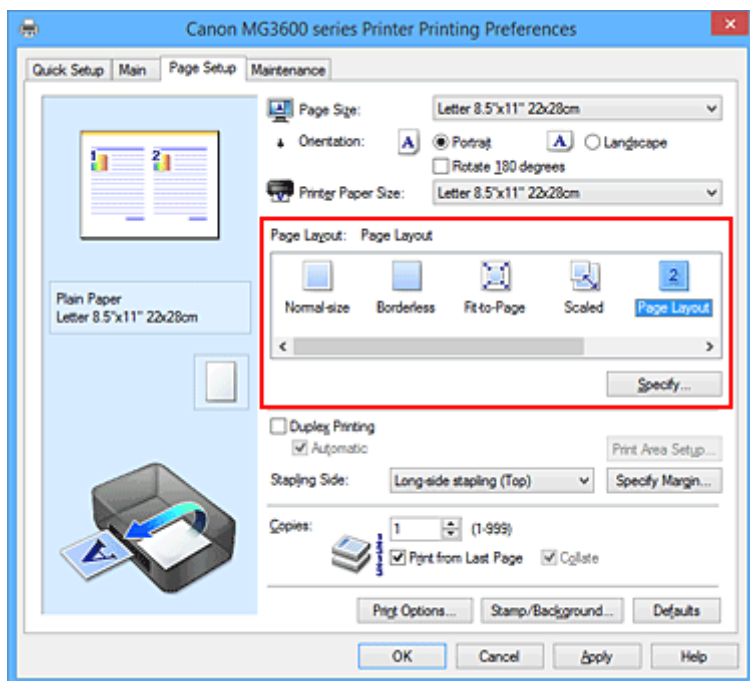 Canon MG3600 series Printer Printing Preferences
Quick Setup Main Page Setup Maintenance
Page Size: Letter 8.5"x11" 22x28cm
Orientation: A Portrait A Landscape
Rotate 180 degrees
Printer Paper Size: Letter 8.5"x11" 22x28cm
1 2
Page Layout: Page Layout
2
Normal-size Borderless Fit-to-Page Scaled Page Layout
Plain Paper
Letter 8.5"x11" 22x28cm
Specify...
Duplex Printing
Automatic
Print Area Setup...
Stapling Side: Long-side stapling (Top) Specify Margin...
Copies: 1 (1-999)
Print from Last Page Collate
A
Print Options... Stamp/Background... Defaults
OK Cancel Apply Help